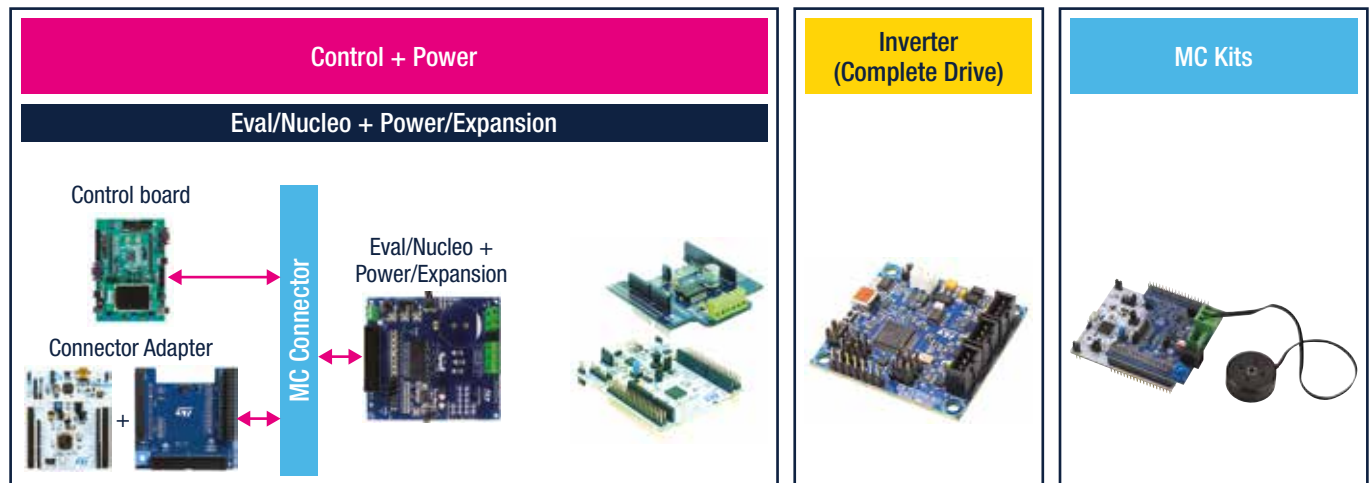 Control + Power
Eval/Nucleo + Power/Expansion
Control board
Connector Adapter
+
MC Connector
Eval/Nucleo +
Power/Expansion
Inverter
(Complete Drive)
MC Kits